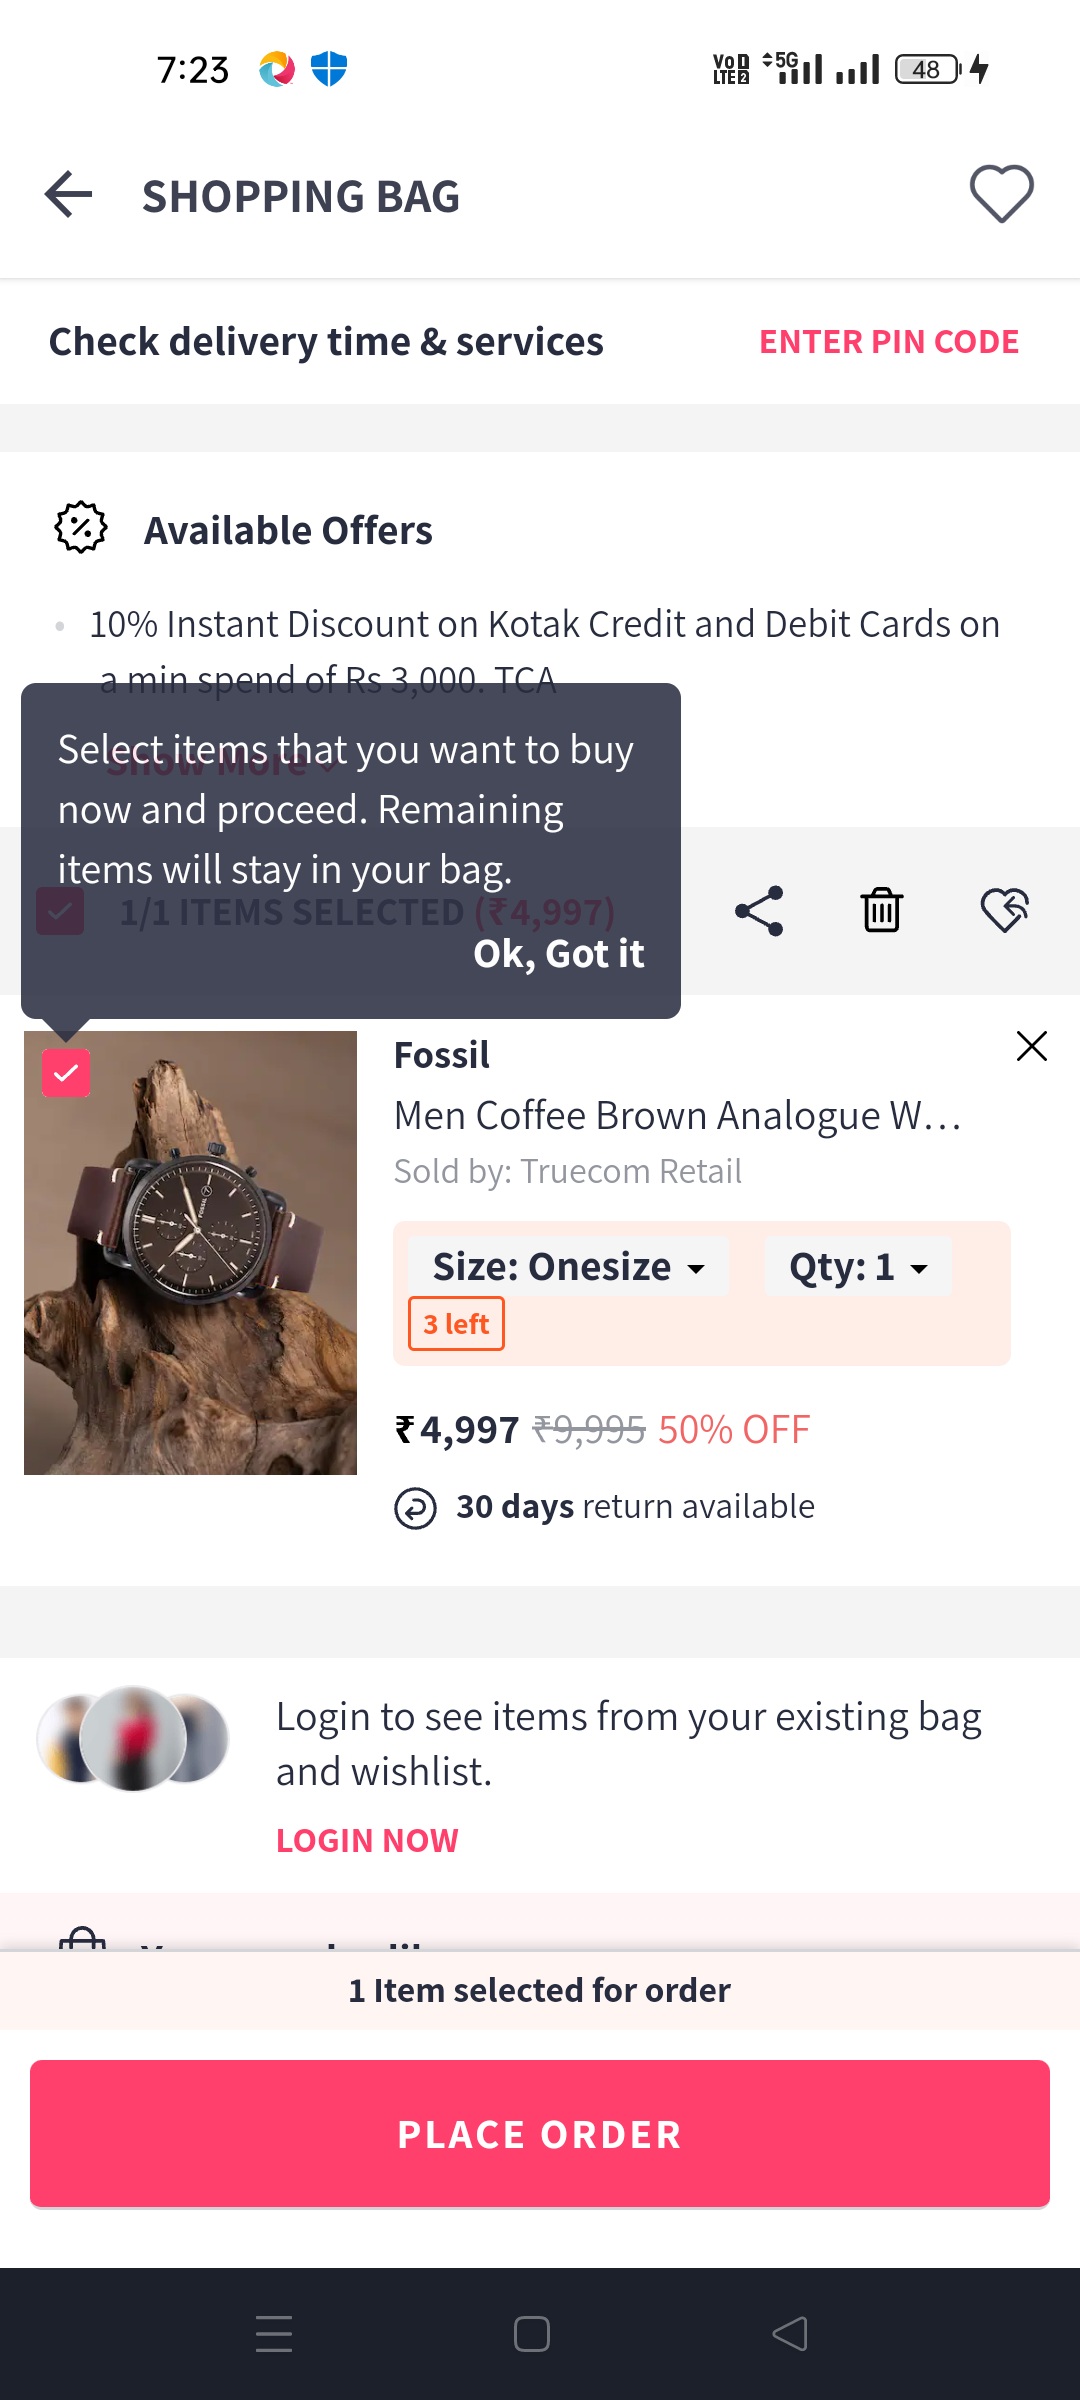 7:23
VoD LTE2 5G 48
SHOPPING BAG
Check delivery time & services
ENTER PIN CODE
Available Offers
10% Instant Discount on Kotak Credit and Debit Cards on
a min spend of Rs 3,000. TCA
Show More
Select items that you want to buy
now and proceed. Remaining
items will stay in your bag.
1/1 ITEMS SELECTED (₹4,997)
Ok, Got it
Fossil
Men Coffee Brown Analogue W...
Sold by: Truecom Retail
Size: Onesize
Qty: 1
3 left
₹4,997 ₹9,995 50% OFF
30 days return available
FOSSIL
Login to see items from your existing bag
and wishlist.
LOGIN NOW
1 Item selected for order
PLACE ORDER